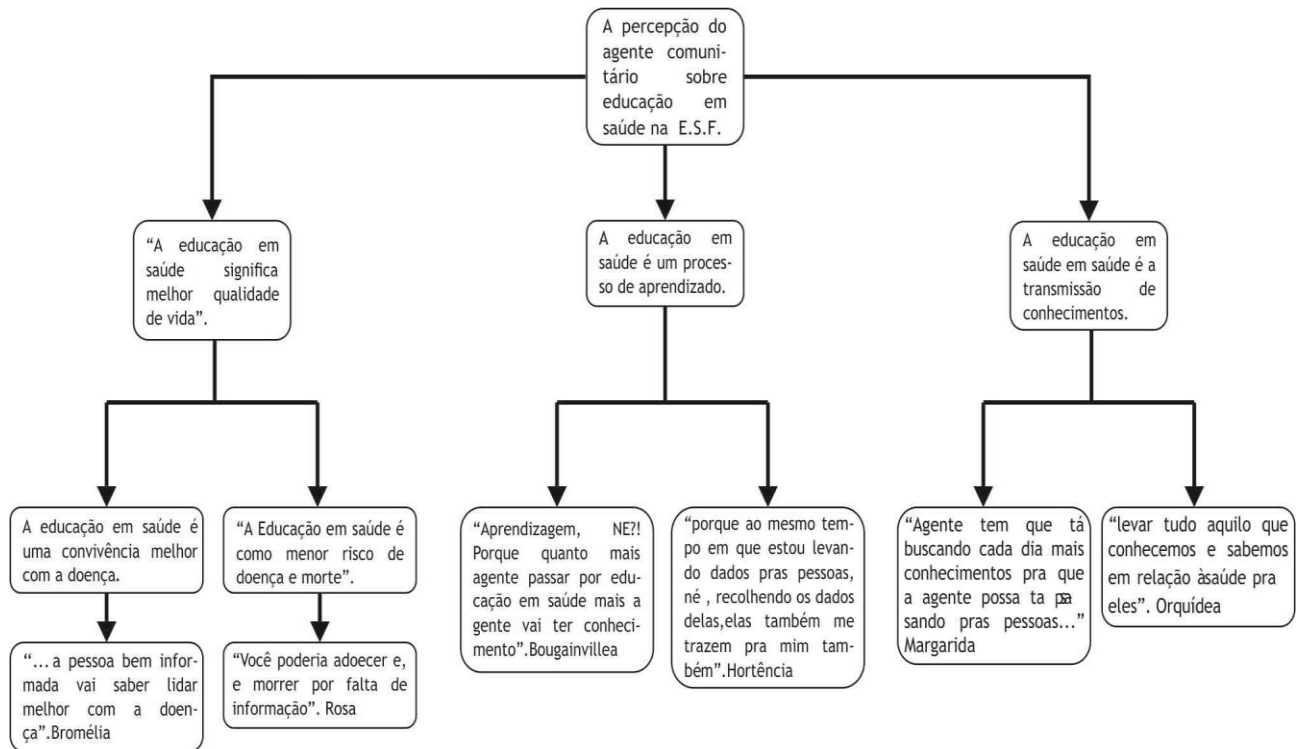 A percepção do
agente comuni-
tário sobre
educação em
saúde na E.S.F.
“A educação em
saúde significa
melhor qualidade
de vida”.
A educação em
saúde é um proces-
so de aprendizado.
A educação em
saúde em saúde é a
transmissão de
conhecimentos.
A educação em saúde é
uma convivência melhor
com a doença.
“A Educação em saúde é
como menor risco de
doença e morte”.
“Aprendizagem, NE?!
Porque quanto mais
agente passar por edu-
cação em saúde mais a
gente vai ter conheci-
mento”.Bougainvillea
“porque ao mesmo tem-
po em que estou levan-
do dados pras pessoas,
né , recolhendo os dados
delas,elas também me
trazem pra mim tam-
bém”.Hortência
“Agente tem que tá
buscando cada dia mais
conhecimentos pra que
a agente possa ta
sando pras pessoas...”
Margarida
“levar tudo aquilo que
conhecemos e sabemos
em relação àsaúde pra
eles”. Orquídea
“...a pessoa bem infor-
mada vai saber lidar
melhor com a doen-
ça”.Bromélia
“Você poderia adoecer e,
e morrer por falta de
informação”. Rosa